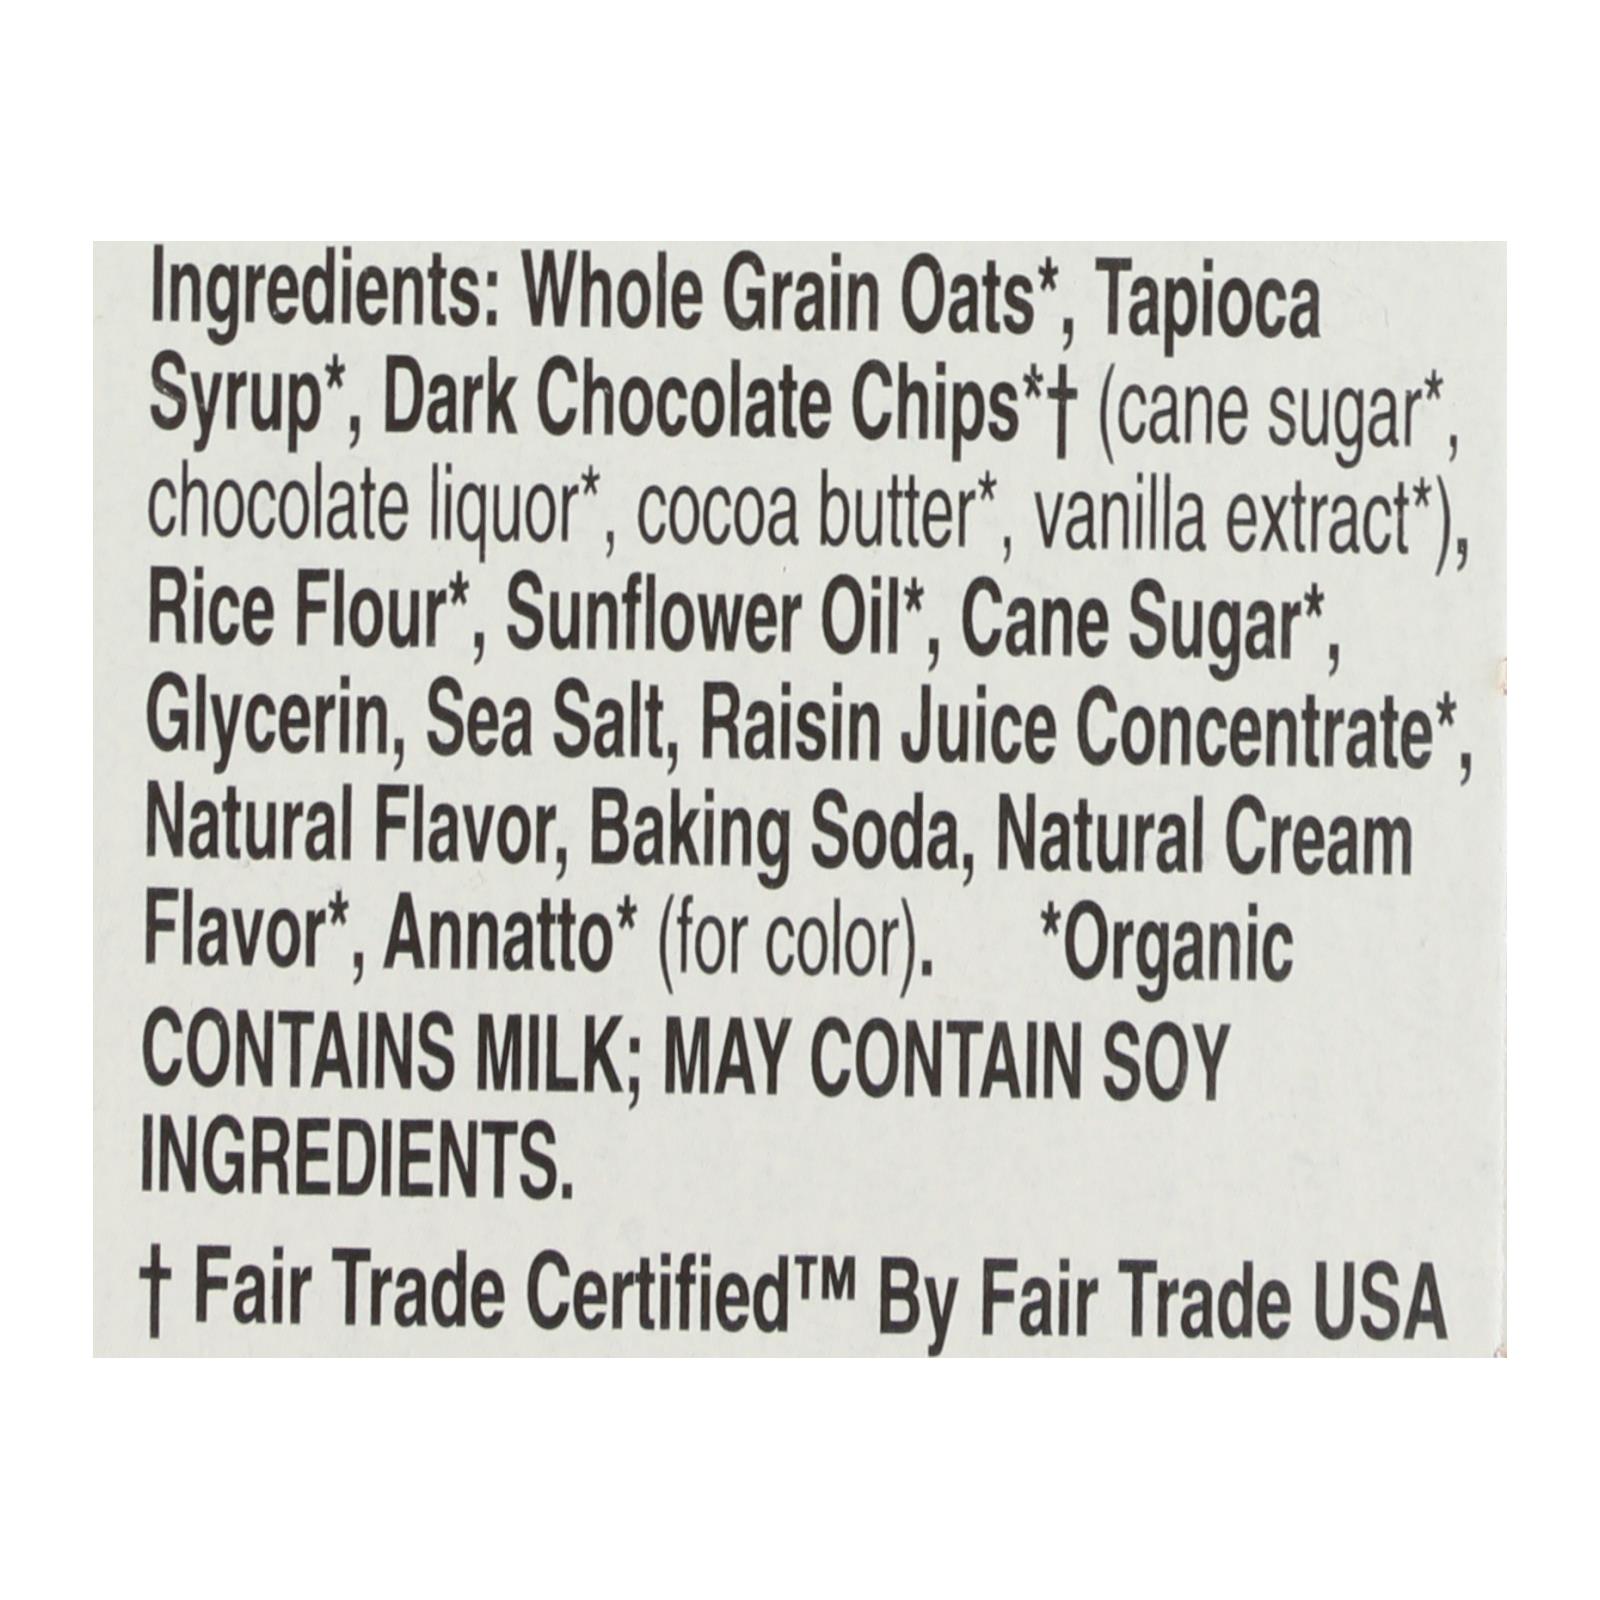 Ingredients: Whole Grain Oats*, Tapioca
Syrup*, Dark Chocolate Chips*† (cane sugar*,
chocolate liquor*, cocoa butter*, vanilla extract*),
Rice Flour*, Sunflower Oil*, Cane Sugar*,
Glycerin, Sea Salt, Raisin Juice Concentrate*,
Natural Flavor, Baking Soda, Natural Cream
Flavor*, Annatto* (for color). *Organic
CONTAINS MILK; MAY CONTAIN SOY
INGREDIENTS.
† Fair Trade Certified™ By Fair Trade USA